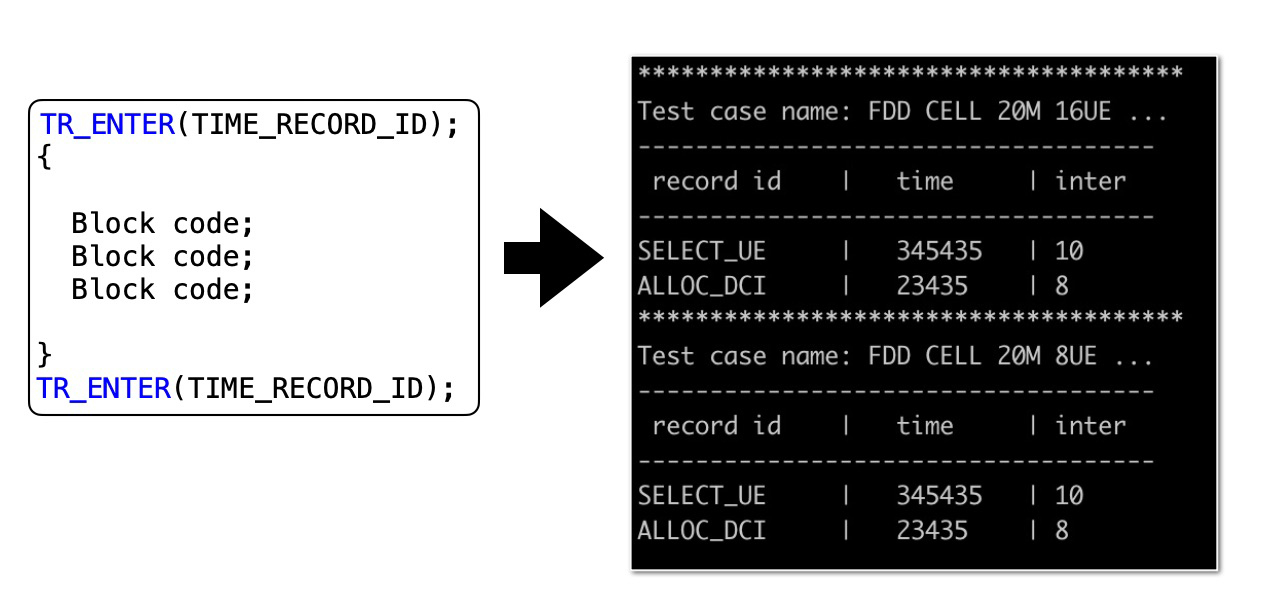 TR_ENTER(TIME_RECORD_ID);
{
Block code;
Block code;
Block code;
}
TR_ENTER(TIME_RECORD_ID);
**************************************
Test case name: FDD CELL 20M 16UE ...
------------------------------------
record id | time | inter
------------------------------------
SELECT_UE | 345435 | 10
ALLOC_DCI | 23435 | 8
**************************************
Test case name: FDD CELL 20M 8UE ...
------------------------------------
record id | time | inter
------------------------------------
SELECT_UE | 345435 | 10
ALLOC_DCI | 23435 | 8